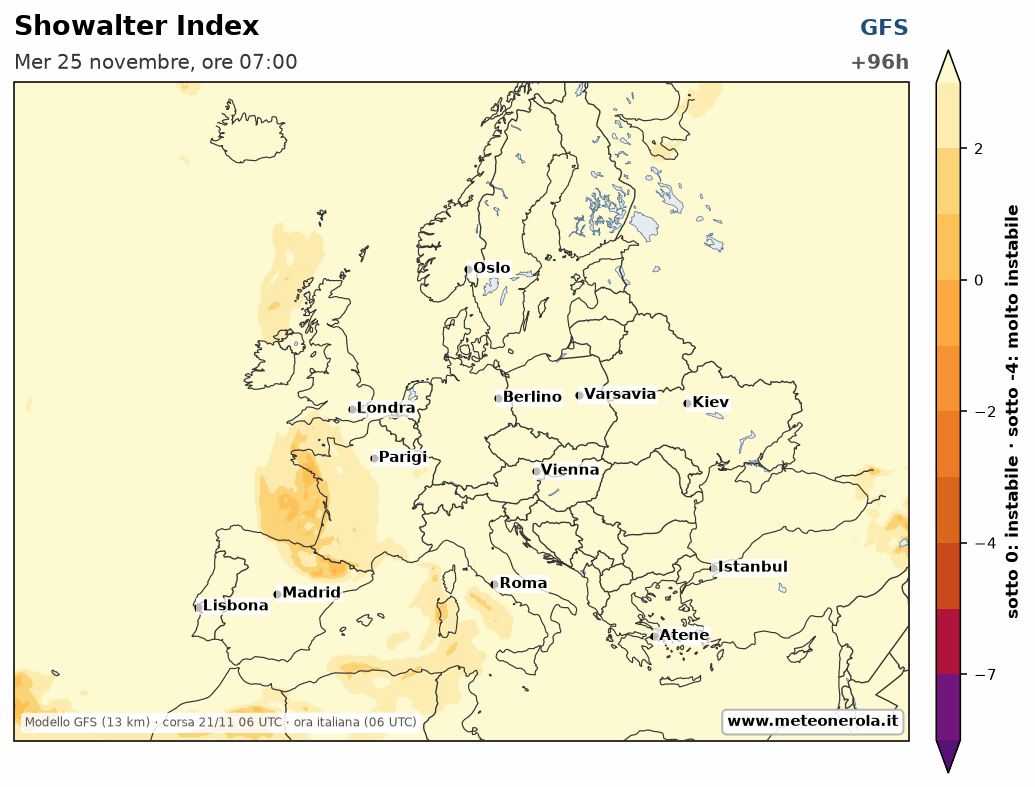 Showalter Index
GFS
Mer 25 novembre, ore 07:00
+96h
Oslo
Londra
Berlino
Varsavia
Kiev
Parigi
Vienna
Istanbul
Roma
Madrid
Lisbona
Atene
Modello GFS (13 km) · corsa 21/11 06 UTC · ora italiana (06 UTC)
www.meteonerola.it
2
0
−2
−4
−7
sotto 0: instabile · sotto -4: molto instabile